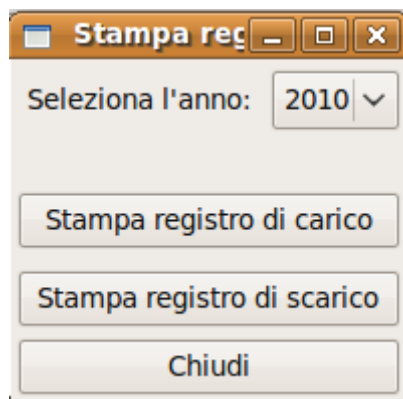 Stampa reg
Seleziona l'anno: 2010
Stampa registro di carico
Stampa registro di scarico
Chiudi